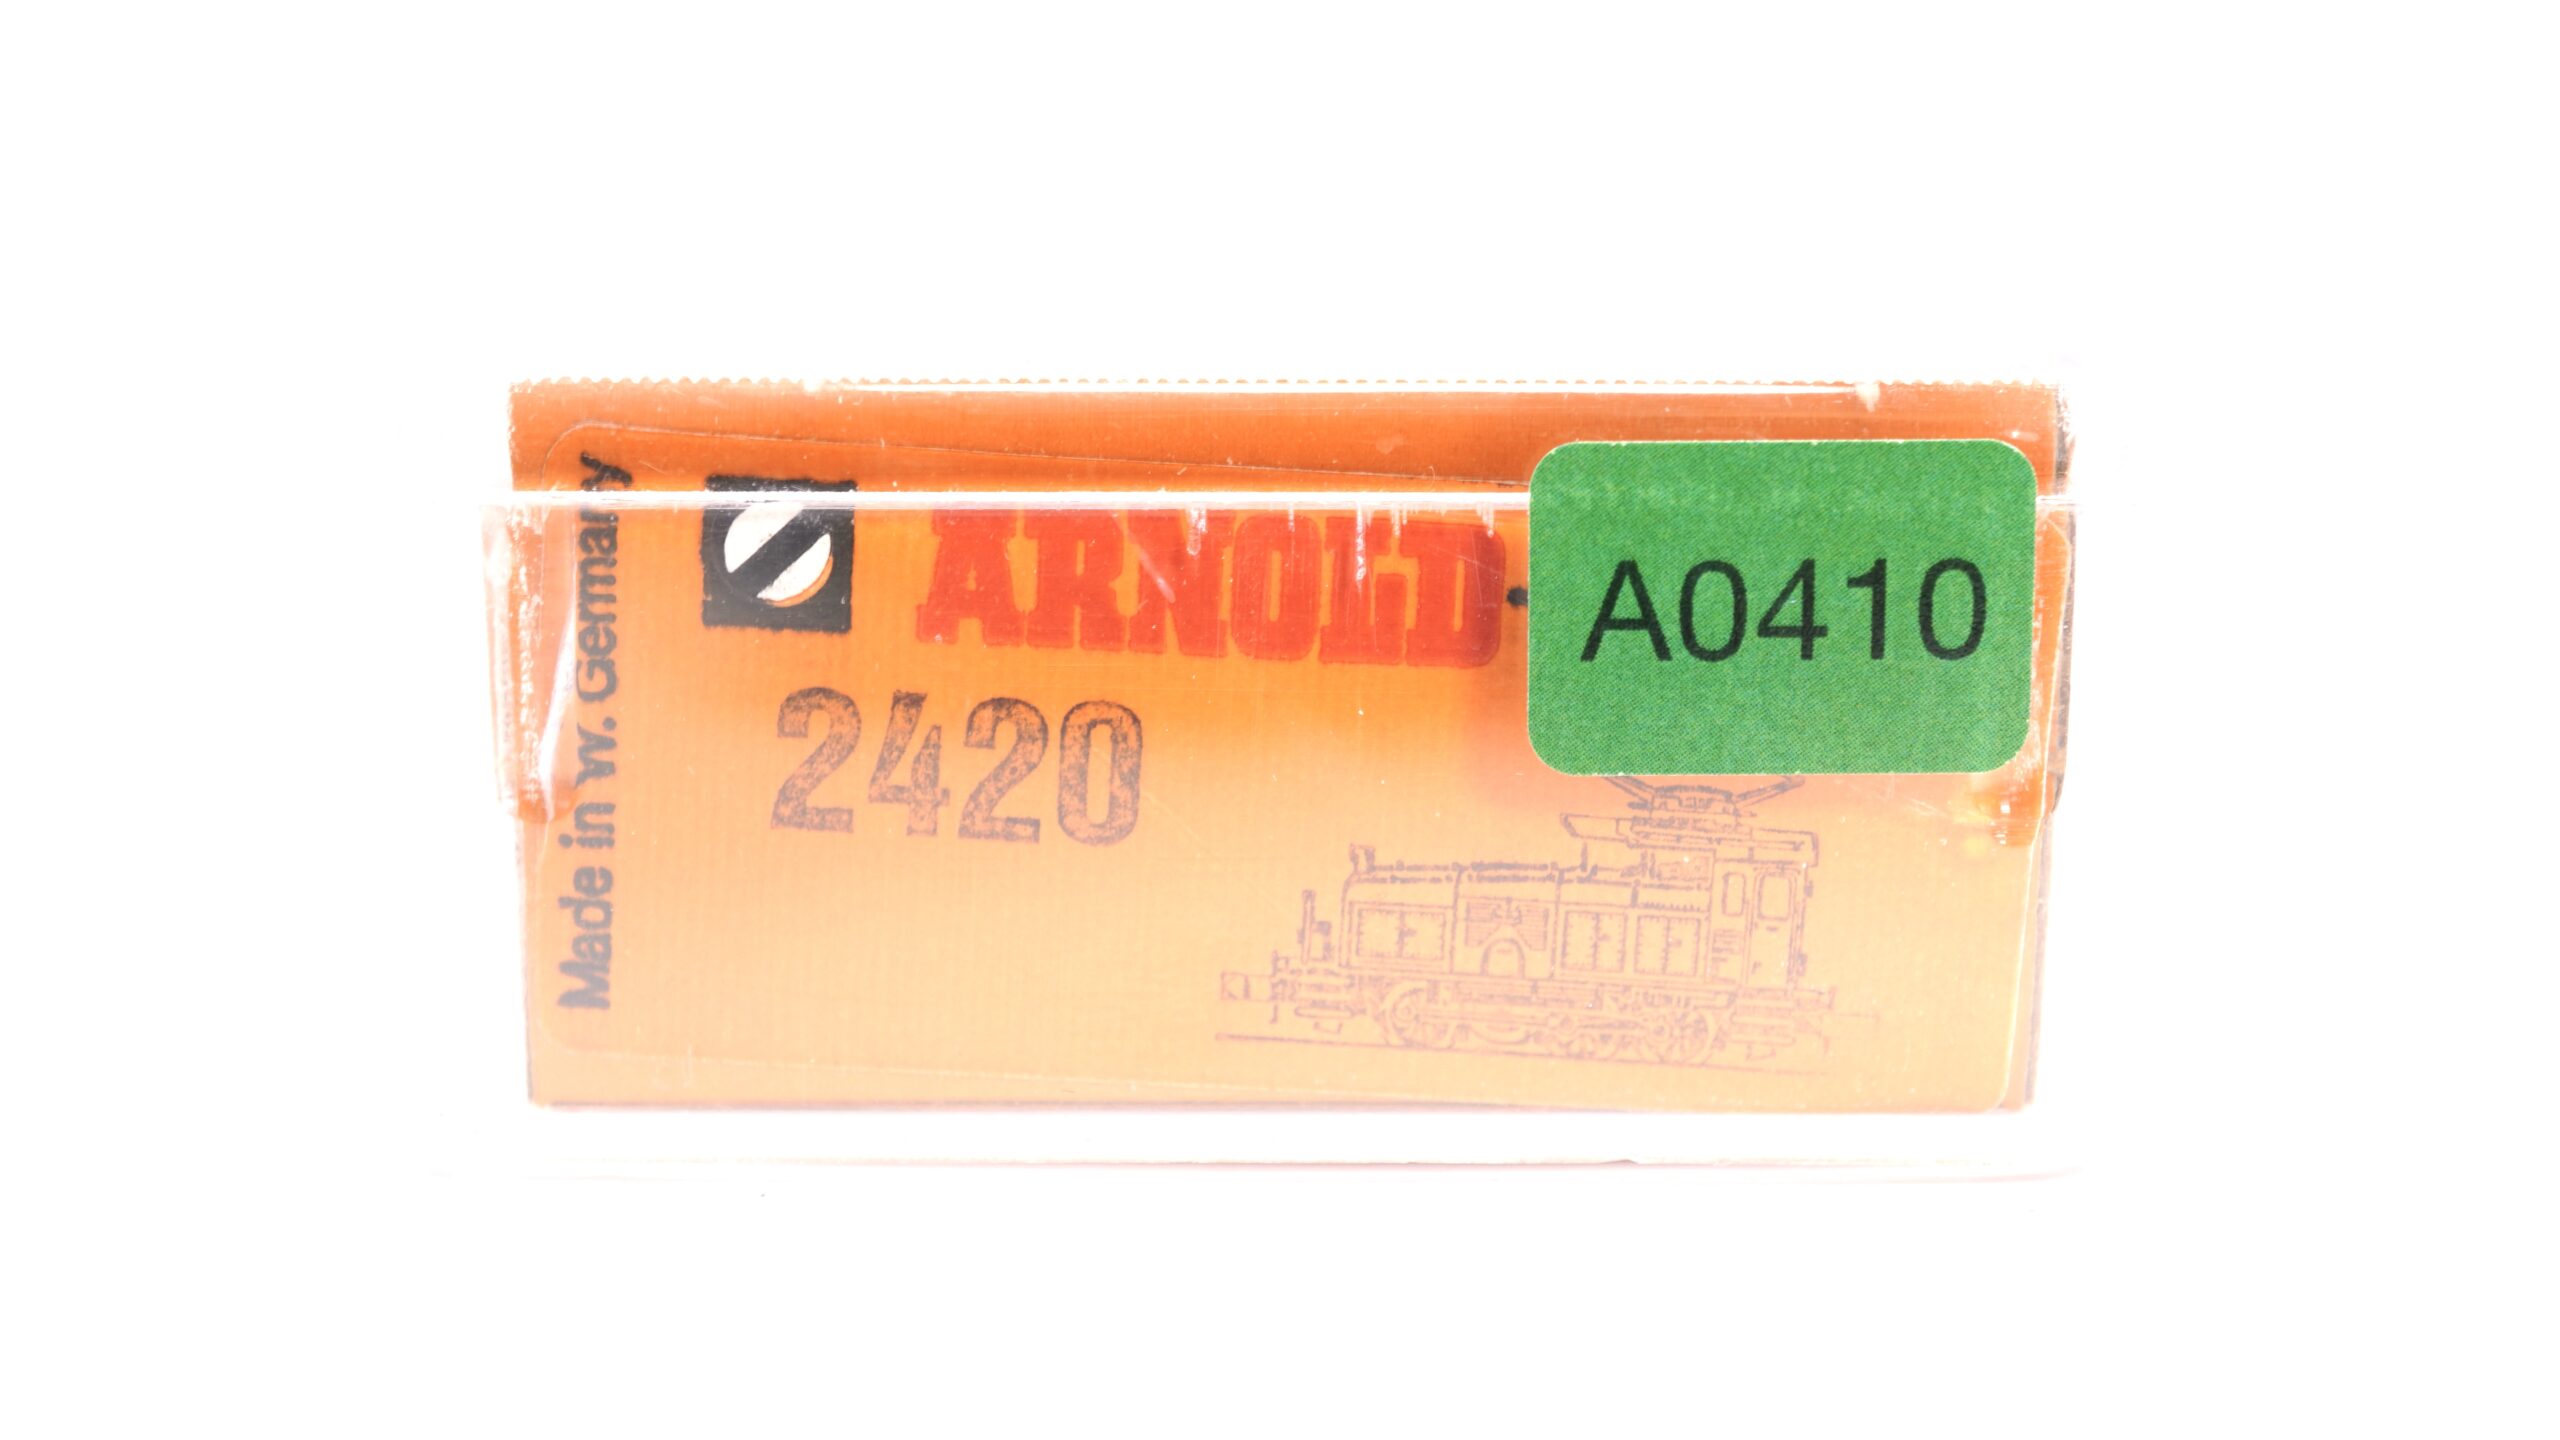 Made in W. Germany
ARNOLD-
A0410
2420